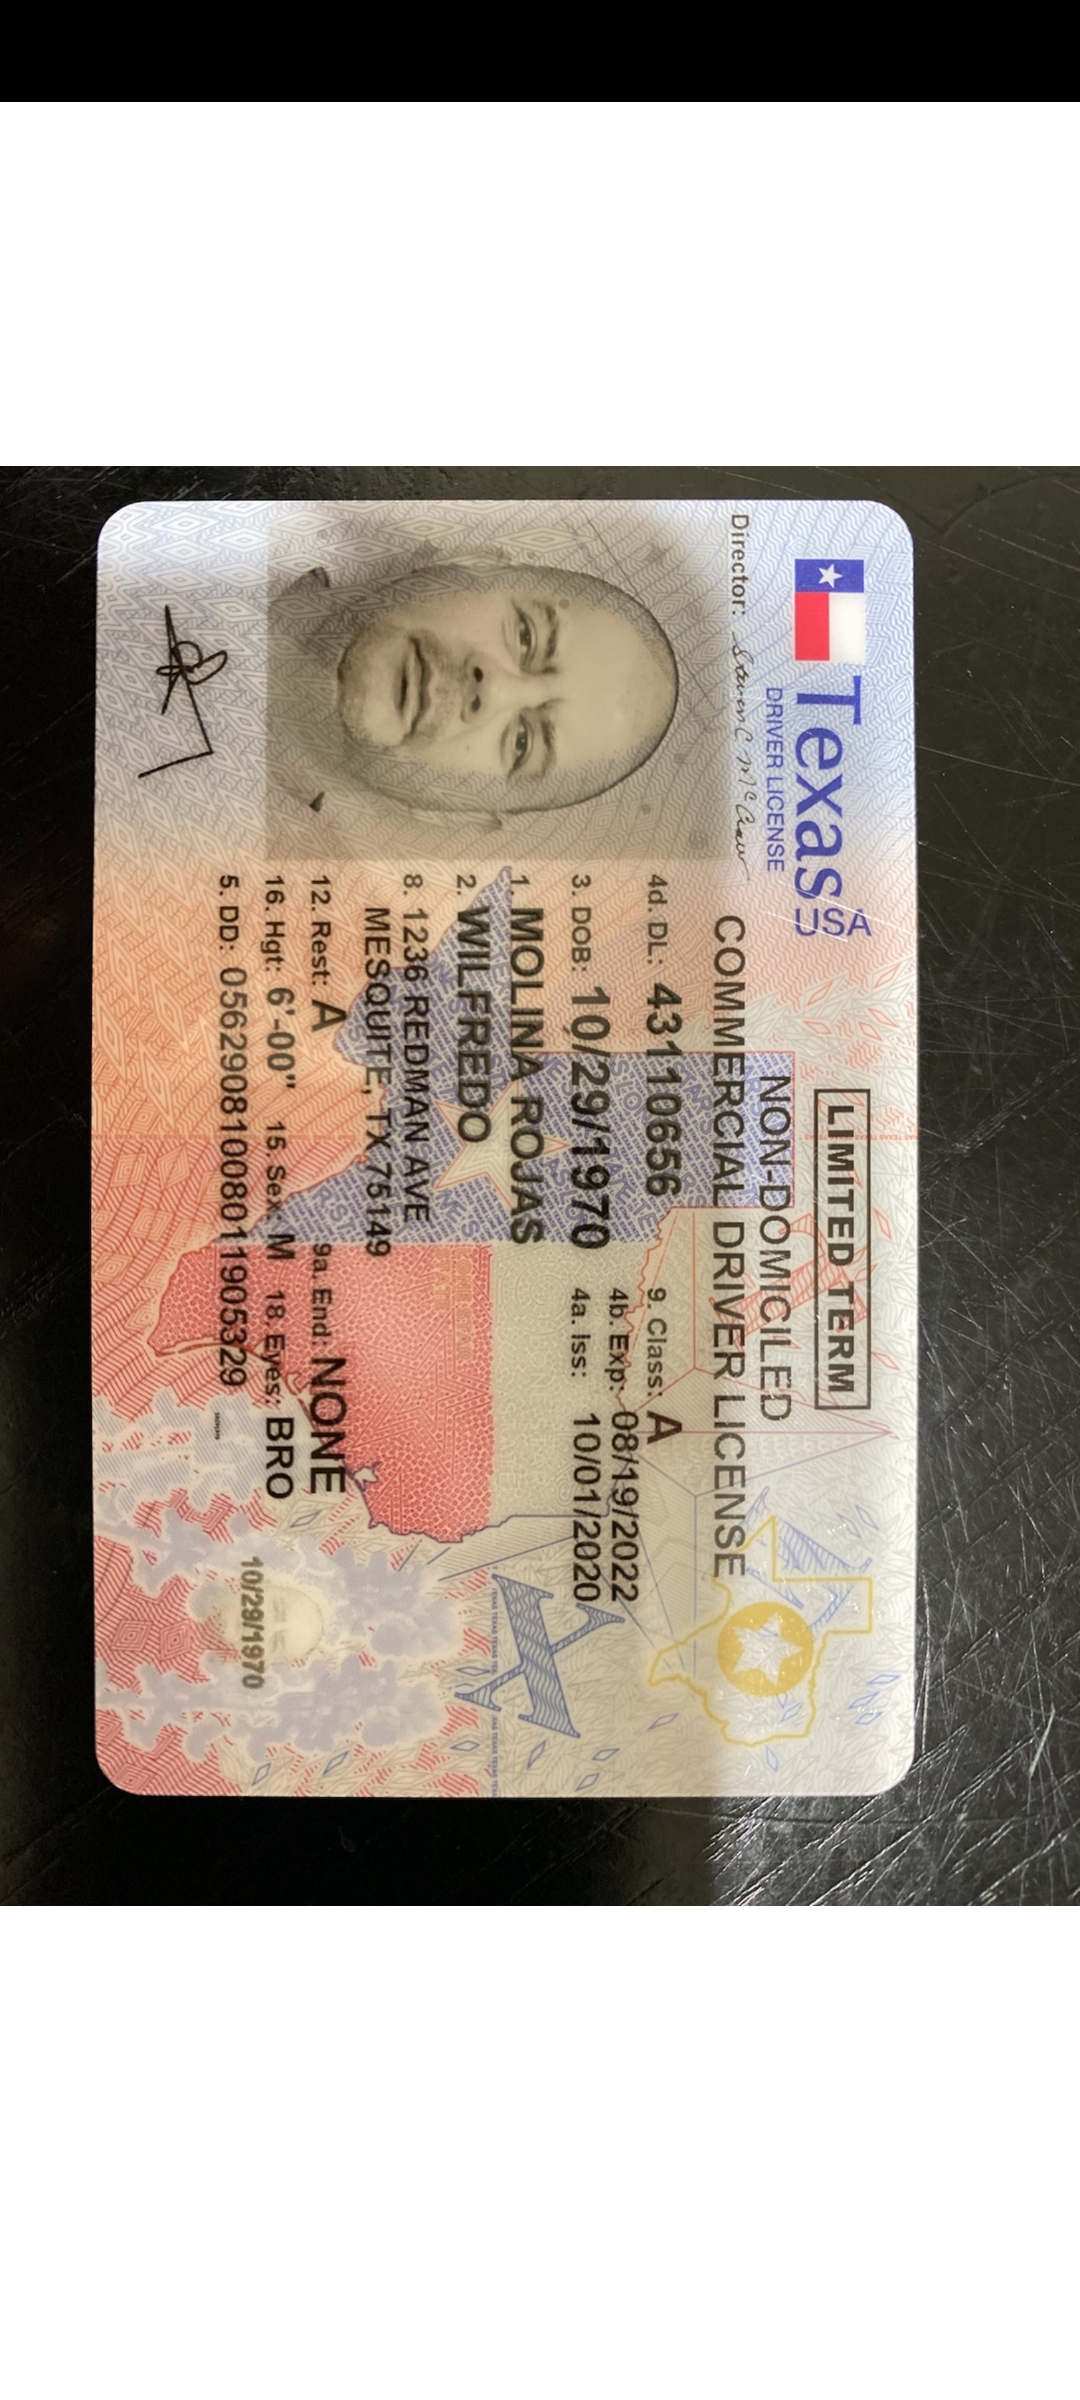 Texas USA
DRIVER LICENSE
Director: Steven C McCraw
LIMITED TERM
NON-DOMICILED
COMMERCIAL DRIVER LICENSE
4d. DL: 43110656
9. Class: A
3. DOB: 10/29/1970
4b. Exp: 08/19/2022
4a. Iss: 10/01/2020
1. MOLINA ROJAS
2. WILFREDO
8. 1236 REDMAN AVE
MESQUITE, TX 75149
12. Rest: A
9a. End: NONE
16. Hgt: 6'-00"
15. Sex: M
18. Eyes: BRO
5. DD: 05629081008011905329
10/29/1970